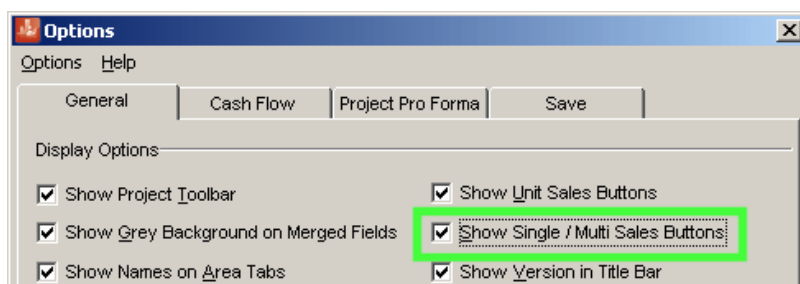 Options
Options Help
General Cash Flow Project Pro Forma Save
Display Options
Show Project Toolbar Show Unit Sales Buttons
Show Grey Background on Merged Fields Show Single / Multi Sales Buttons
Show Names on Area Tabs Show Version in Title Bar